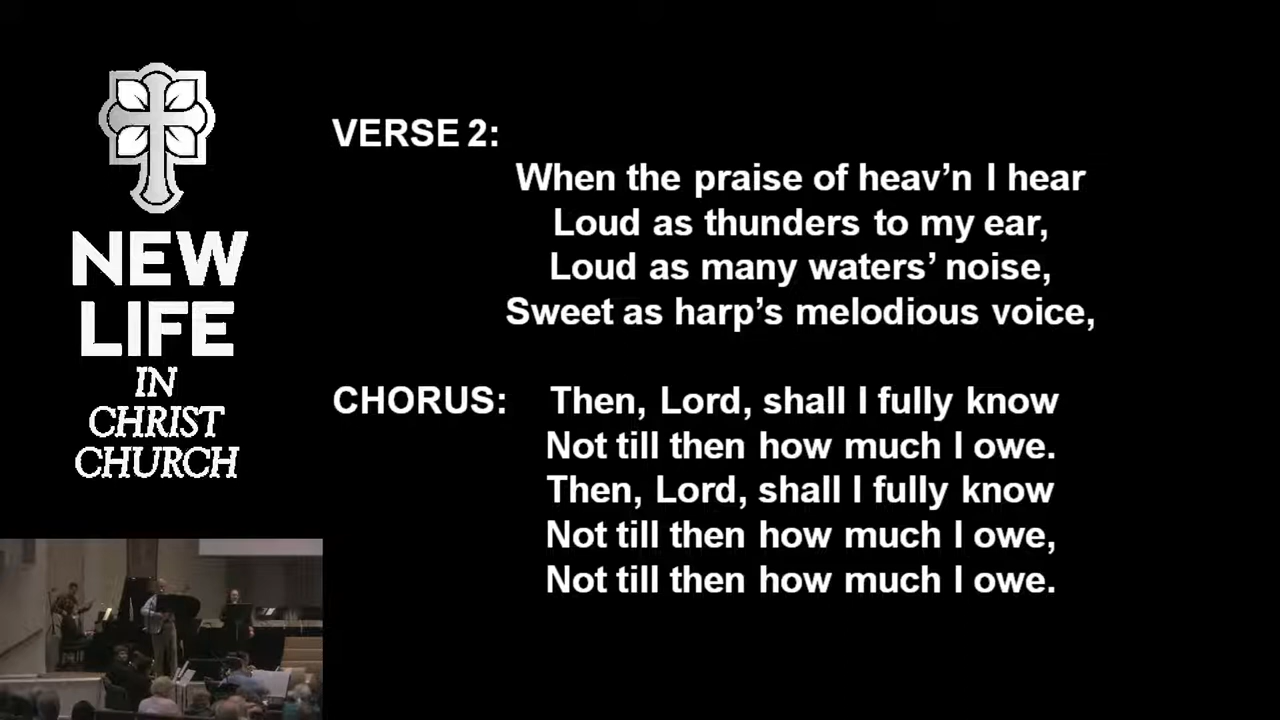 NEW
LIFE
IN
CHRIST
CHURCH
VERSE 2:
When the praise of heav’n I hear
Loud as thunders to my ear,
Loud as many waters’ noise,
Sweet as harp’s melodious voice,
CHORUS: Then, Lord, shall I fully know
Not till then how much I owe.
Then, Lord, shall I fully know
Not till then how much I owe,
Not till then how much I owe.